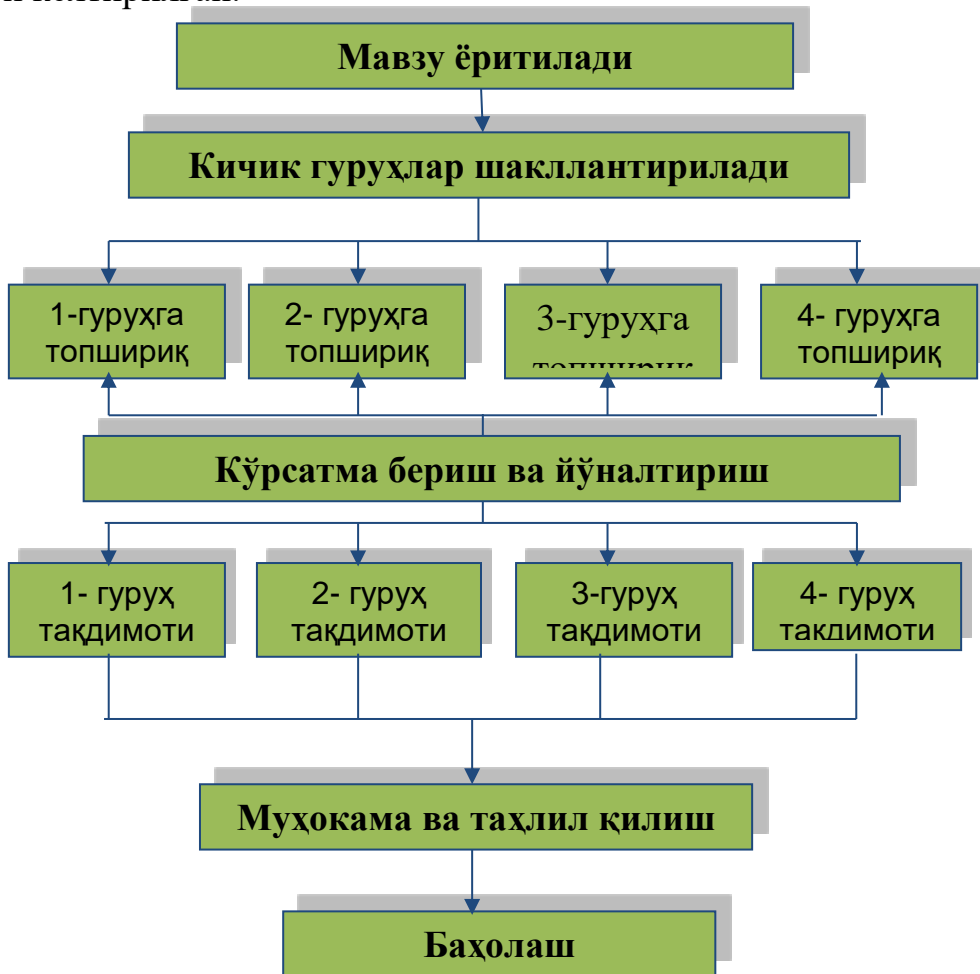 Мавзу ёритилади
Кичик гуруҳлар шакллантирилади
1-гуруҳга
топшириқ
2- гуруҳга
топшириқ
3-гуруҳга
топшириқ
4- гуруҳга
топшириқ
Кўрсатма бериш ва йўналтириш
1- гуруҳ
тақдимоти
2- гуруҳ
тақдимоти
3-гуруҳ
тақдимоти
4- гуруҳ
тақдимоти
Муҳокама ва таҳлил қилиш
Баҳолаш